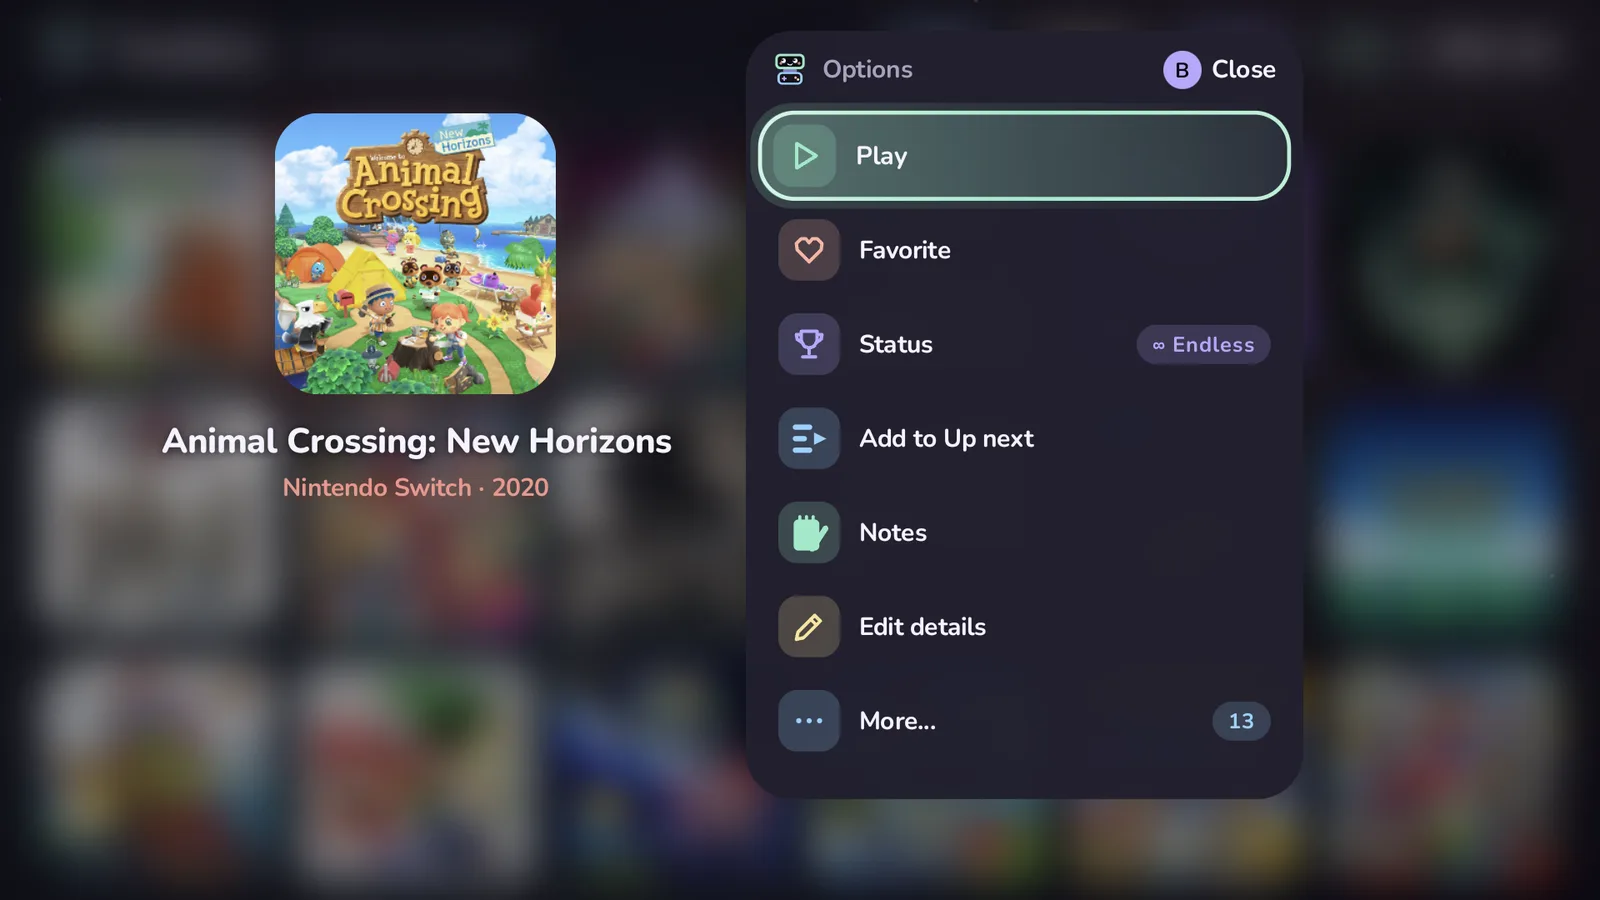 Options
B Close
Welcome to
Animal
Crossing
New
Horizons
Animal Crossing: New Horizons
Nintendo Switch · 2020
Play
Favorite
Status
∞ Endless
Add to Up next
Notes
Edit details
More...
13